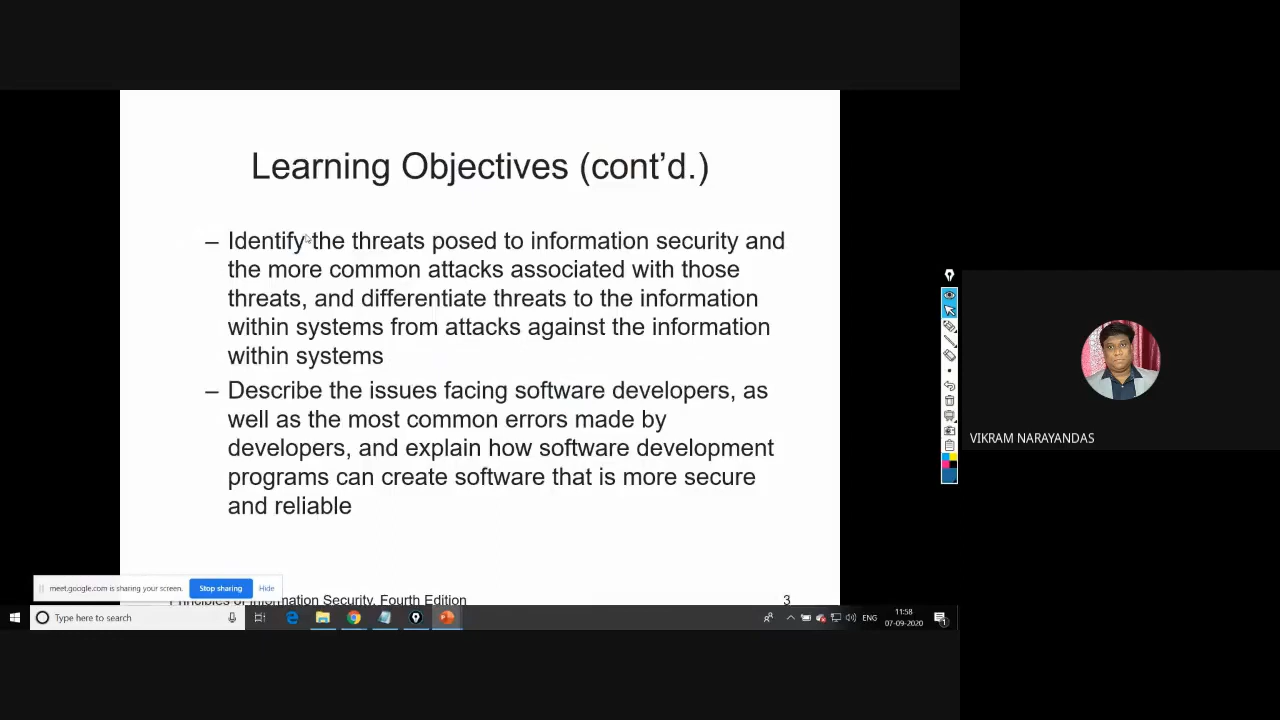 Learning Objectives (cont’d.)
– Identify the threats posed to information security and
the more common attacks associated with those
threats, and differentiate threats to the information
within systems from attacks against the information
within systems
– Describe the issues facing software developers, as
well as the most common errors made by
developers, and explain how software development
programs can create software that is more secure
and reliable
VIKRAM NARAYANDAS
meet.google.com is sharing your screen.
Stop sharing
Hide
Principles of Information Security, Fourth Edition
3
Type here to search
ENG
11:58
07-09-2020
1